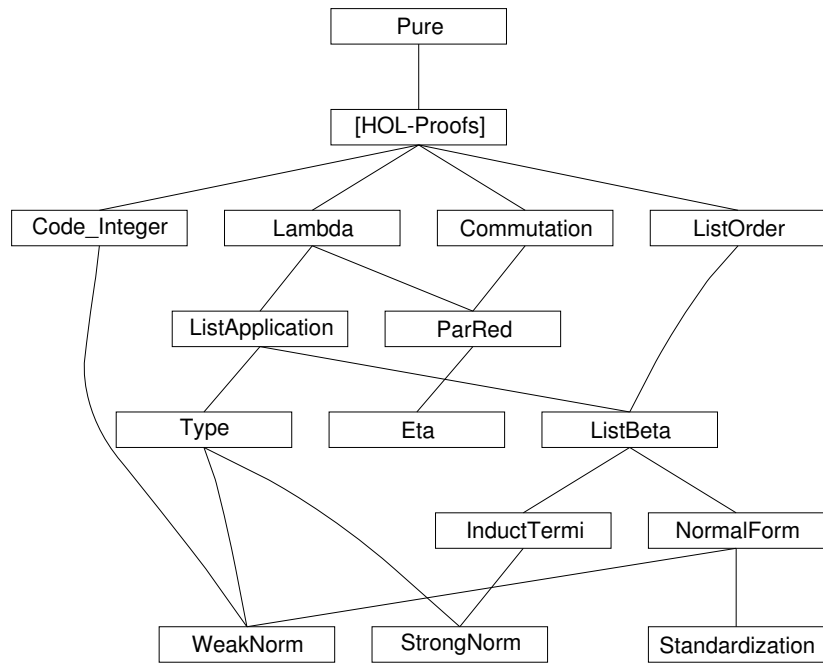 Pure
[HOL-Proofs]
Code_Integer
Lambda
Commutation
ListOrder
ListApplication
ParRed
Type
Eta
ListBeta
InductTermi
NormalForm
WeakNorm
StrongNorm
Standardization